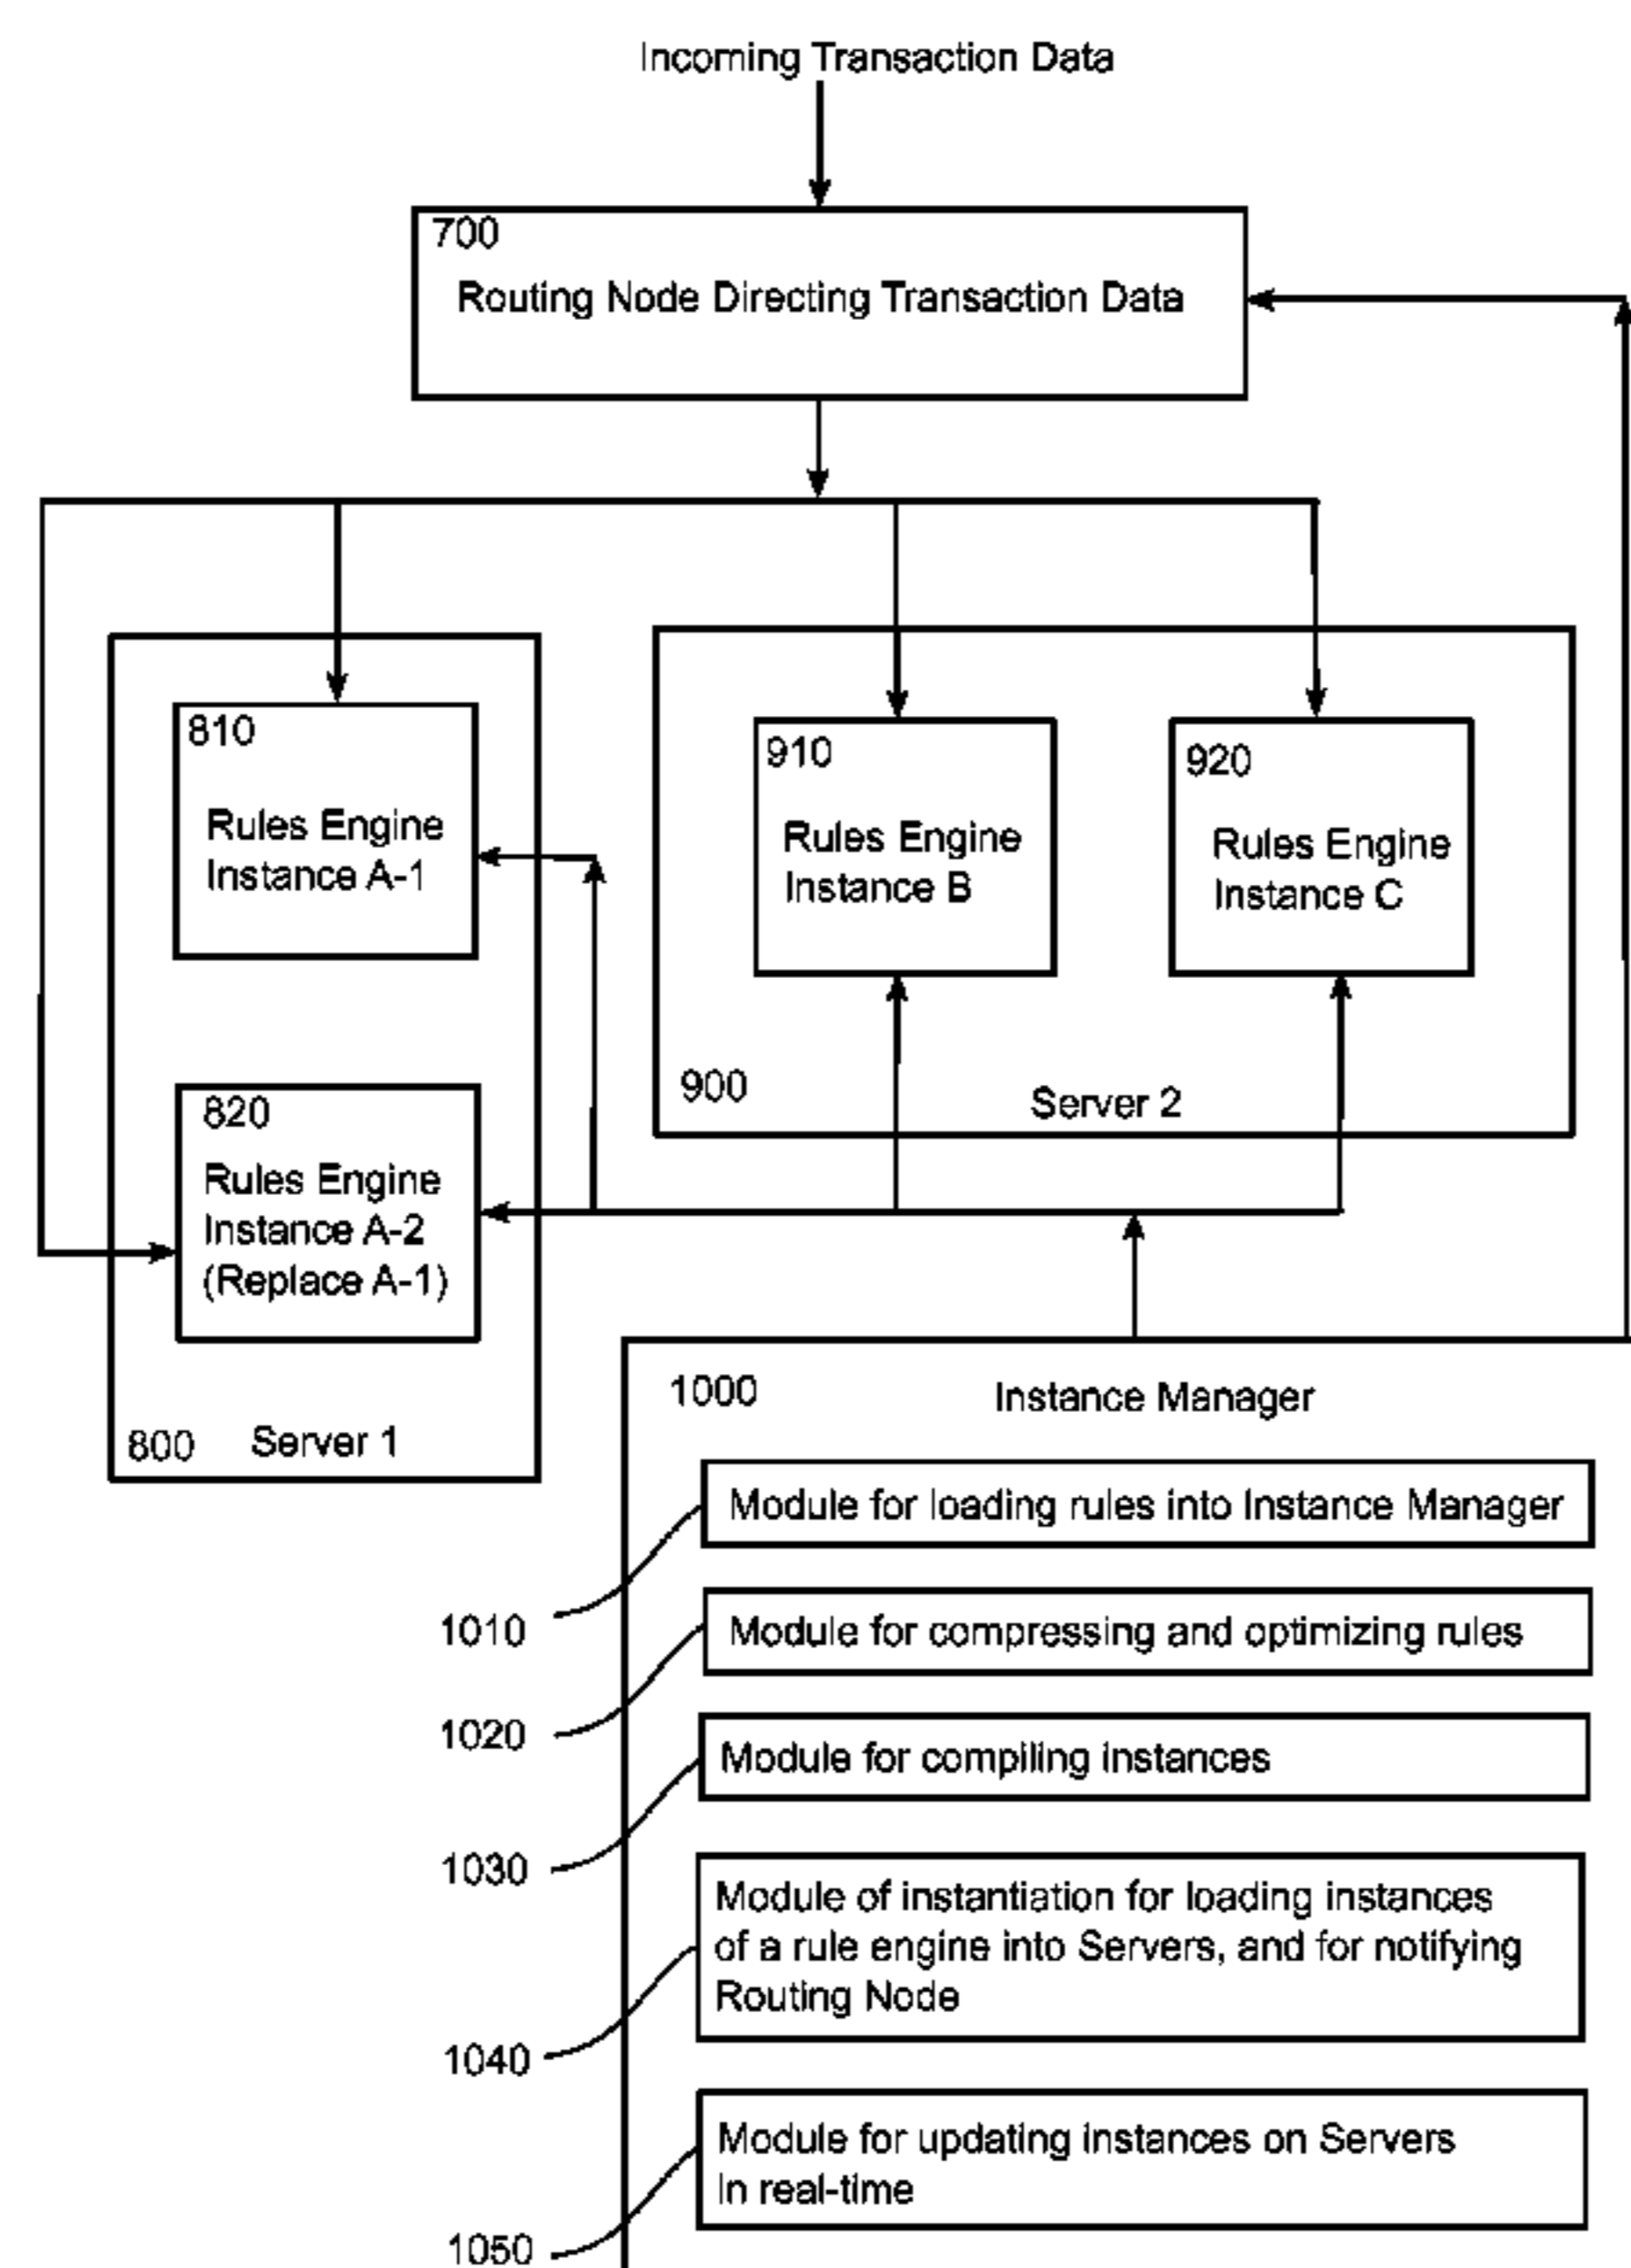 Incoming Transaction Data
700
Routing Node Directing Transaction Data
810
Rules Engine
Instance A-1
910
Rules Engine
Instance B
920
Rules Engine
Instance C
820
Rules Engine
Instance A-2
(Replace A-1)
900
Server 2
800
Server 1
1000
Instance Manager
Module for loading rules into Instance Manager
1010
Module for compressing and optimizing rules
1020
Module for compiling instances
1030
Module of instantiation for loading instances
of a rule engine into Servers, and for notifying
Routing Node
1040
Module for updating instances on Servers
in real-time
1050